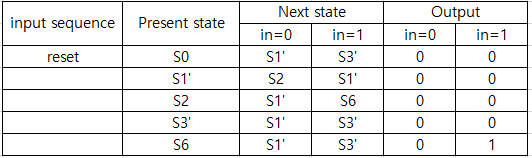 input sequence Present state Next state Output
in=0 in=1 in=0 in=1
reset S0 S1' S3' 0 0
S1' S2 S1' 0 0
S2 S1' S6 0 0
S3' S1' S3' 0 0
S6 S1' S3' 0 1